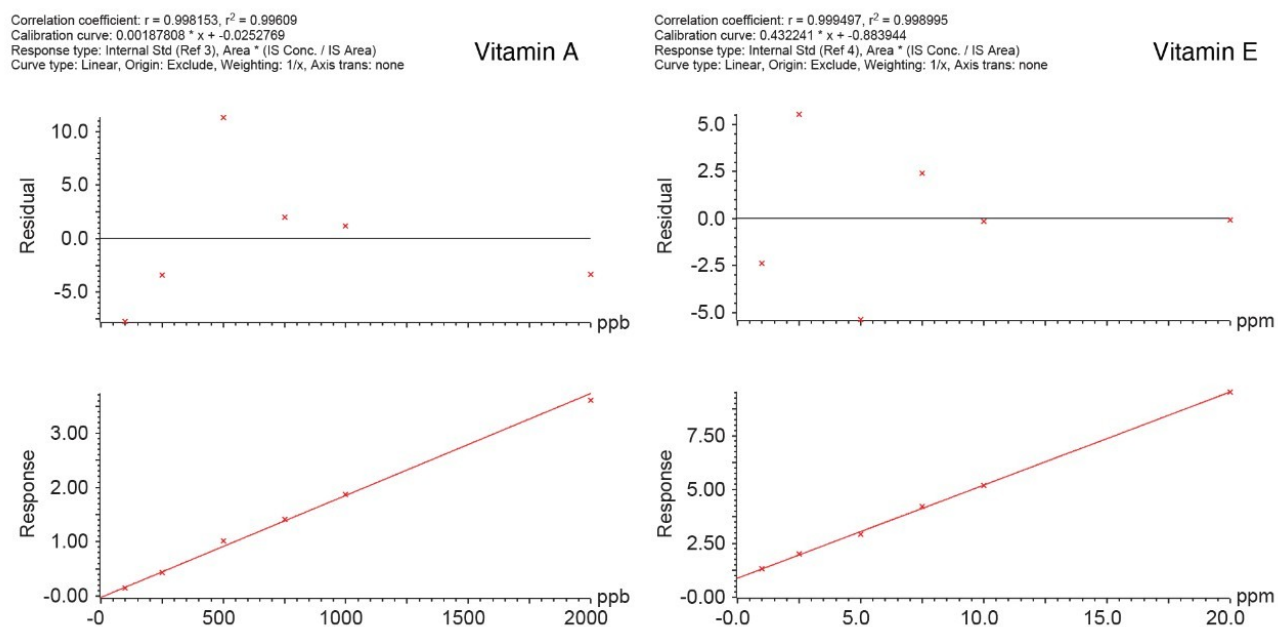 Correlation coefficient: r = 0.998153, r² = 0.99609
Calibration curve: 0.00187808 * x + -0.0252769
Response type: Internal Std (Ref 3), Area * (IS Conc. / IS Area)
Curve type: Linear, Origin: Exclude, Weighting: 1/x, Axis trans: none
Vitamin A
10.0
5.0
0.0
-5.0
Residual
ppb
3.00
2.00
1.00
-0.00
Response
-0
500
1000
1500
2000
ppb
Correlation coefficient: r = 0.999497, r² = 0.998995
Calibration curve: 0.432241 * x + -0.883944
Response type: Internal Std (Ref 4), Area * (IS Conc. / IS Area)
Curve type: Linear, Origin: Exclude, Weighting: 1/x, Axis trans: none
Vitamin E
5.0
2.5
0.0
-2.5
-5.0
Residual
ppm
7.50
5.00
2.50
0.00
Response
-0.0
5.0
10.0
15.0
20.0
ppm